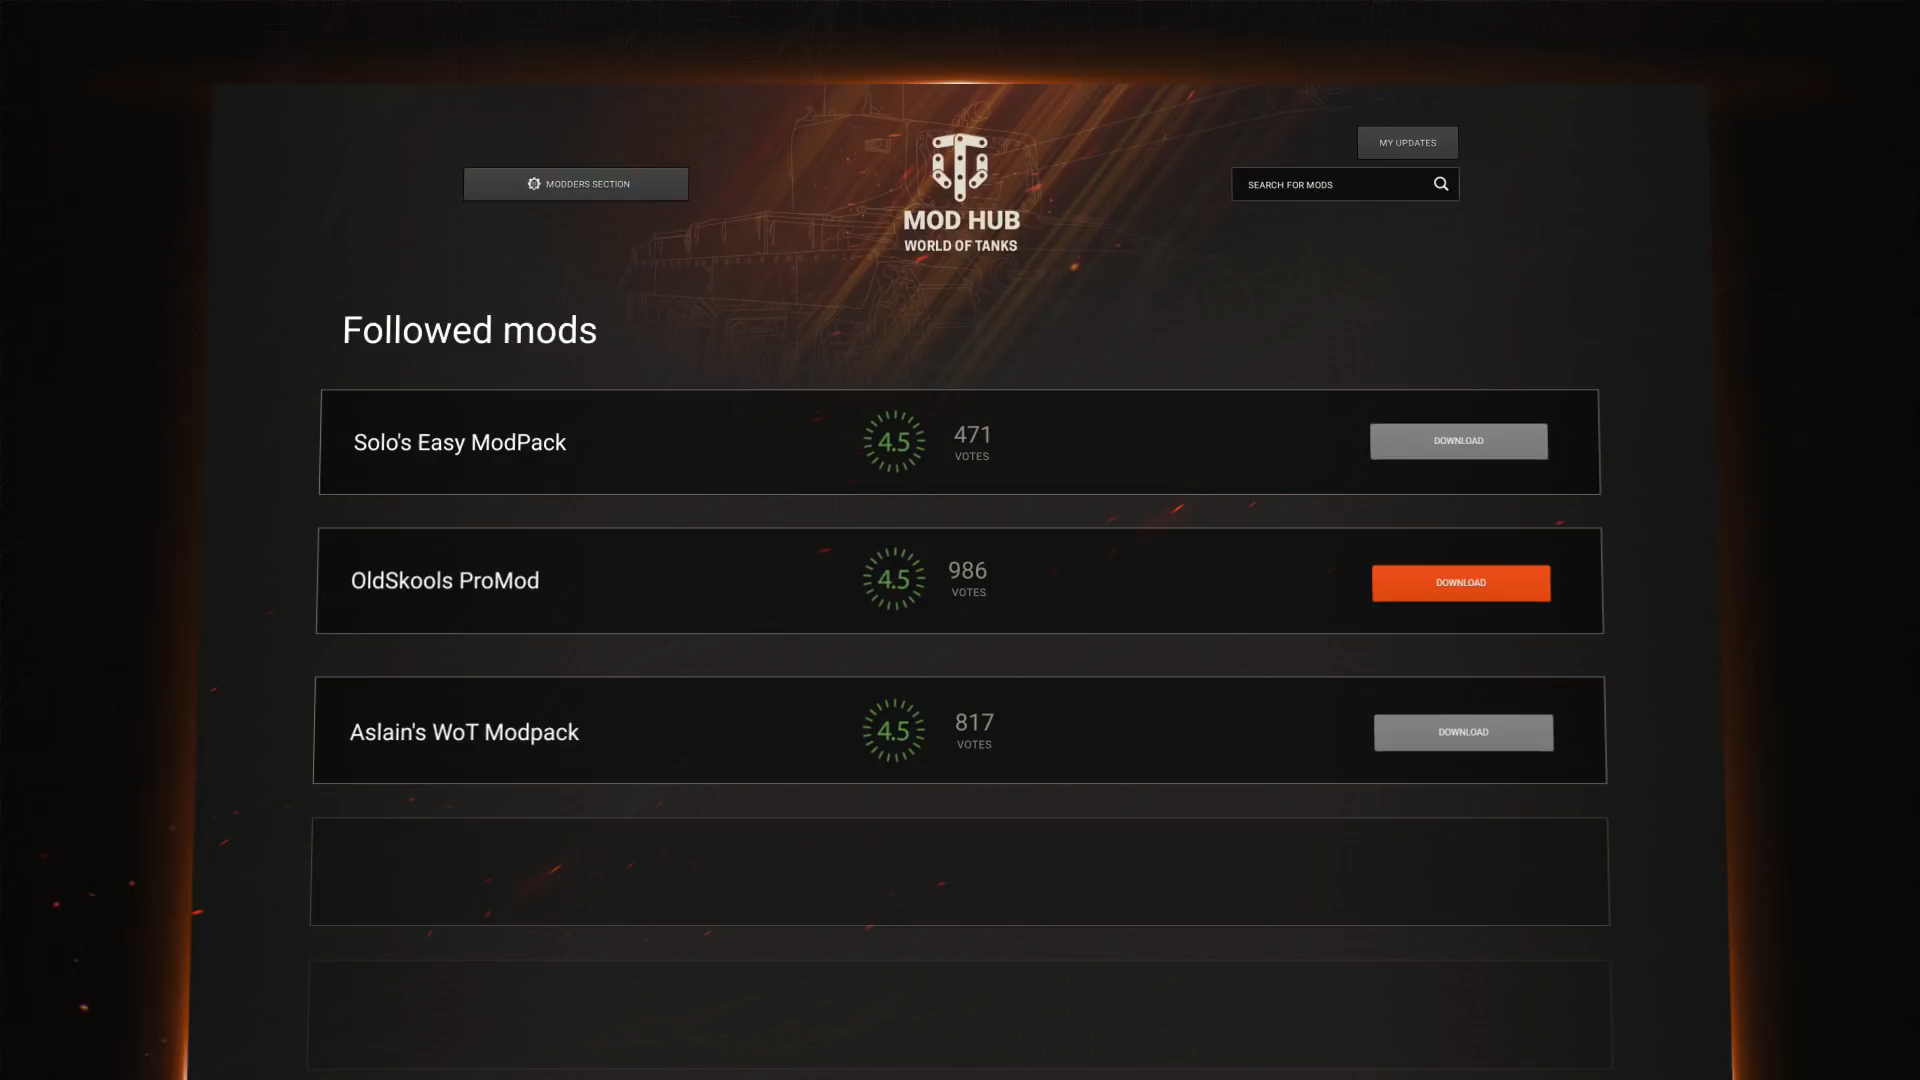 MY UPDATES
MODDERS SECTION
SEARCH FOR MODS
MOD HUB
WORLD OF TANKS
Followed mods
Solo's Easy ModPack
4.5
471
VOTES
DOWNLOAD
OldSkools ProMod
4.5
986
VOTES
DOWNLOAD
Aslain's WoT Modpack
4.5
817
VOTES
DOWNLOAD